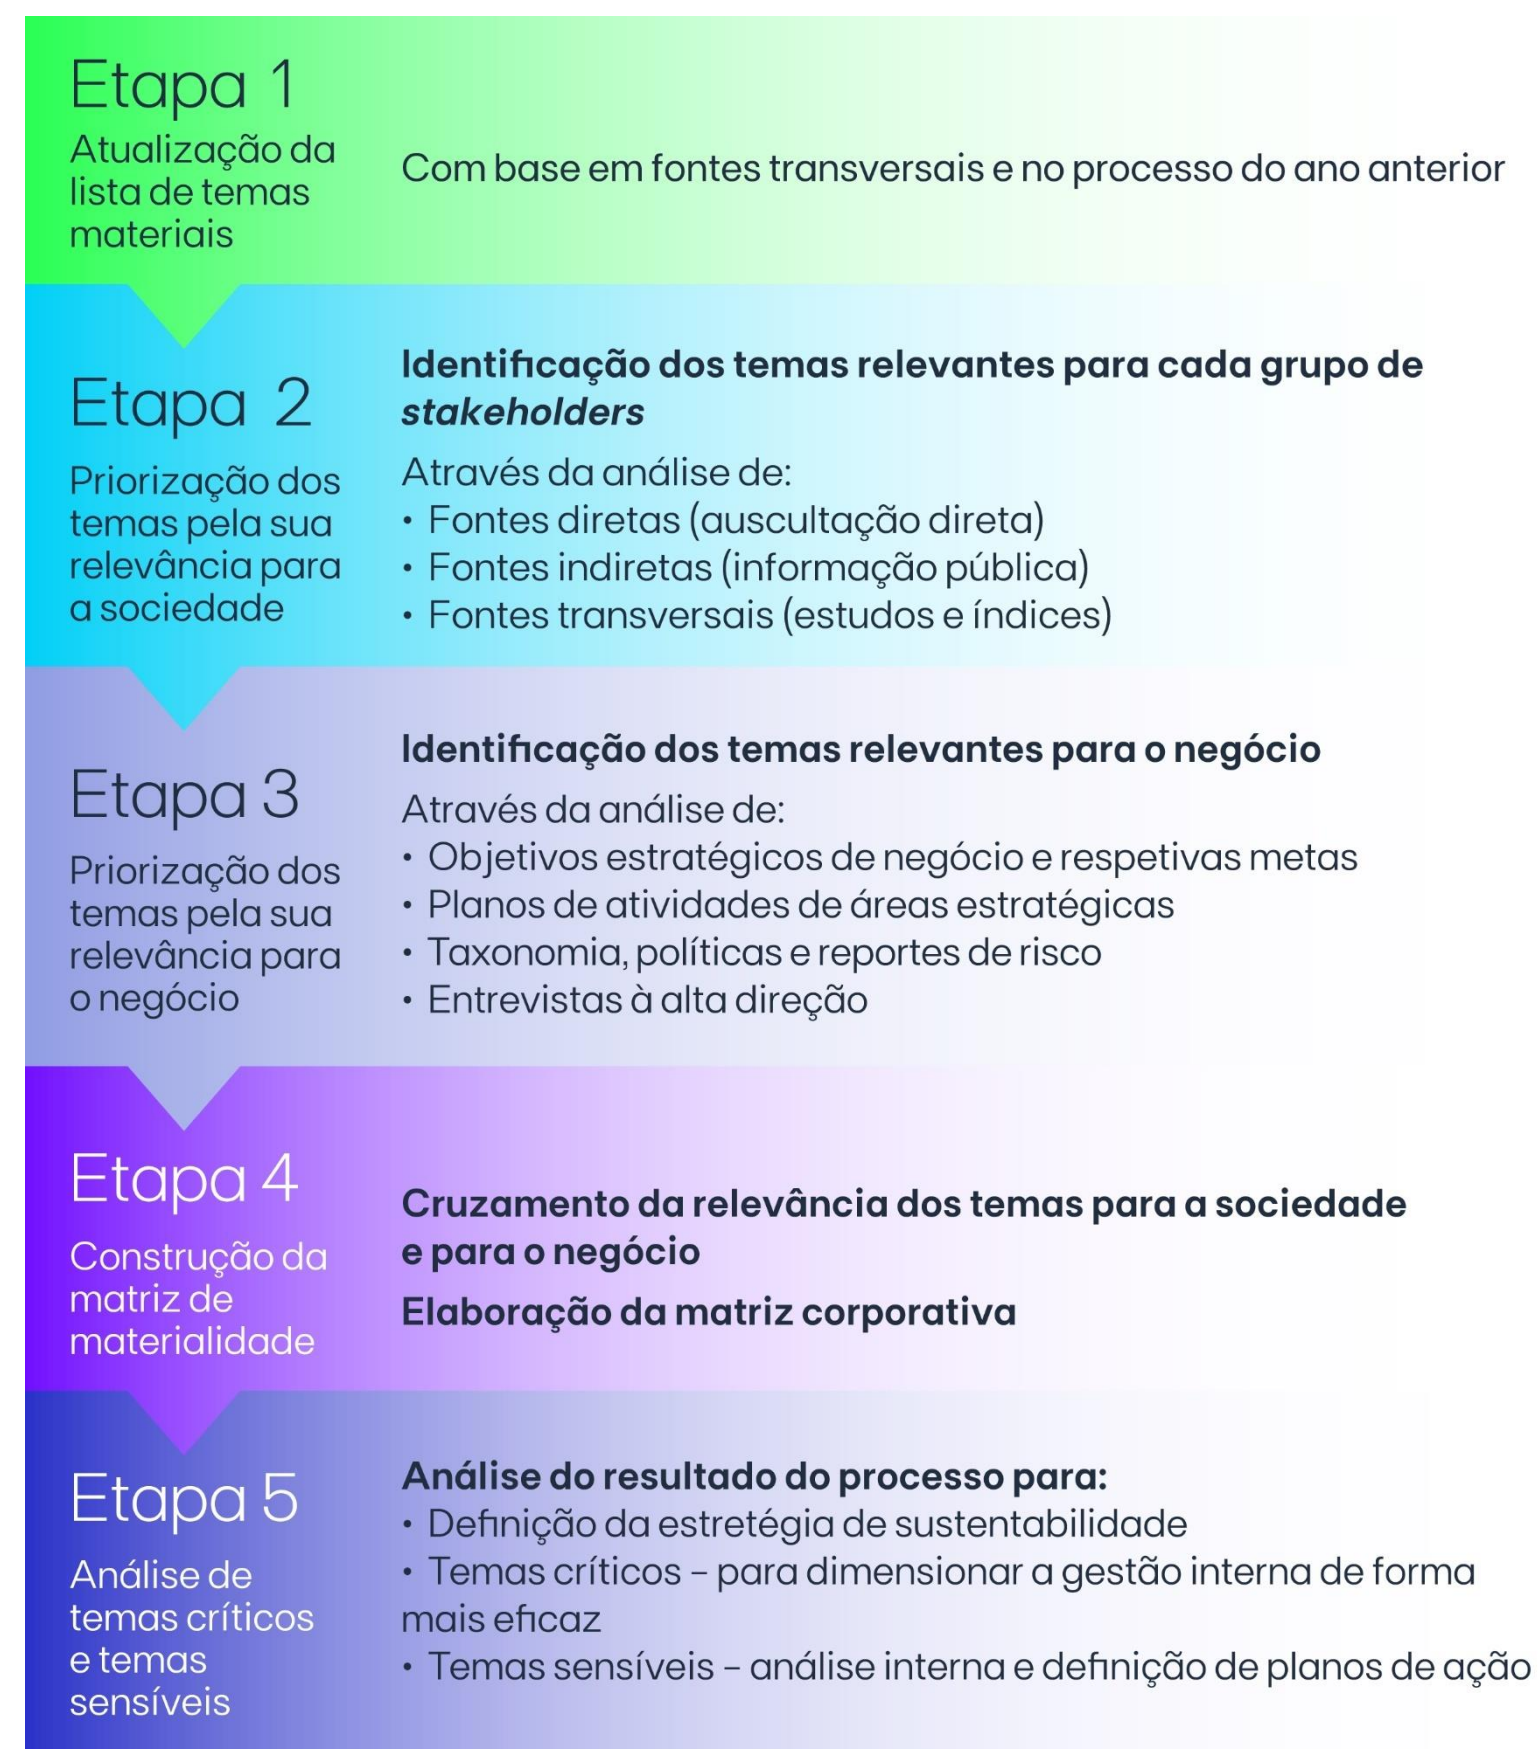 Etapa 1
Atualização da
lista de temas
materiais
Com base em fontes transversais e no processo do ano anterior
Etapa 2
Priorização dos
temas pela sua
relevância para
a sociedade
Identificação dos temas relevantes para cada grupo de
stakeholders
Através da análise de:
• Fontes diretas (auscultação direta)
• Fontes indiretas (informação pública)
• Fontes transversais (estudos e índices)
Etapa 3
Priorização dos
temas pela sua
relevância para
o negócio
Identificação dos temas relevantes para o negócio
Através da análise de:
• Objetivos estratégicos de negócio e respetivas metas
• Planos de atividades de áreas estratégicas
• Taxonomia, políticas e reportes de risco
• Entrevistas à alta direção
Etapa 4
Construção da
matriz de
materialidade
Cruzamento da relevância dos temas para a sociedade
e para o negócio
Elaboração da matriz corporativa
Etapa 5
Análise de
temas críticos
e temas
sensíveis
Análise do resultado do processo para:
• Definição da estretégia de sustentabilidade
• Temas críticos – para dimensionar a gestão interna de forma
mais eficaz
• Temas sensíveis – análise interna e definição de planos de ação